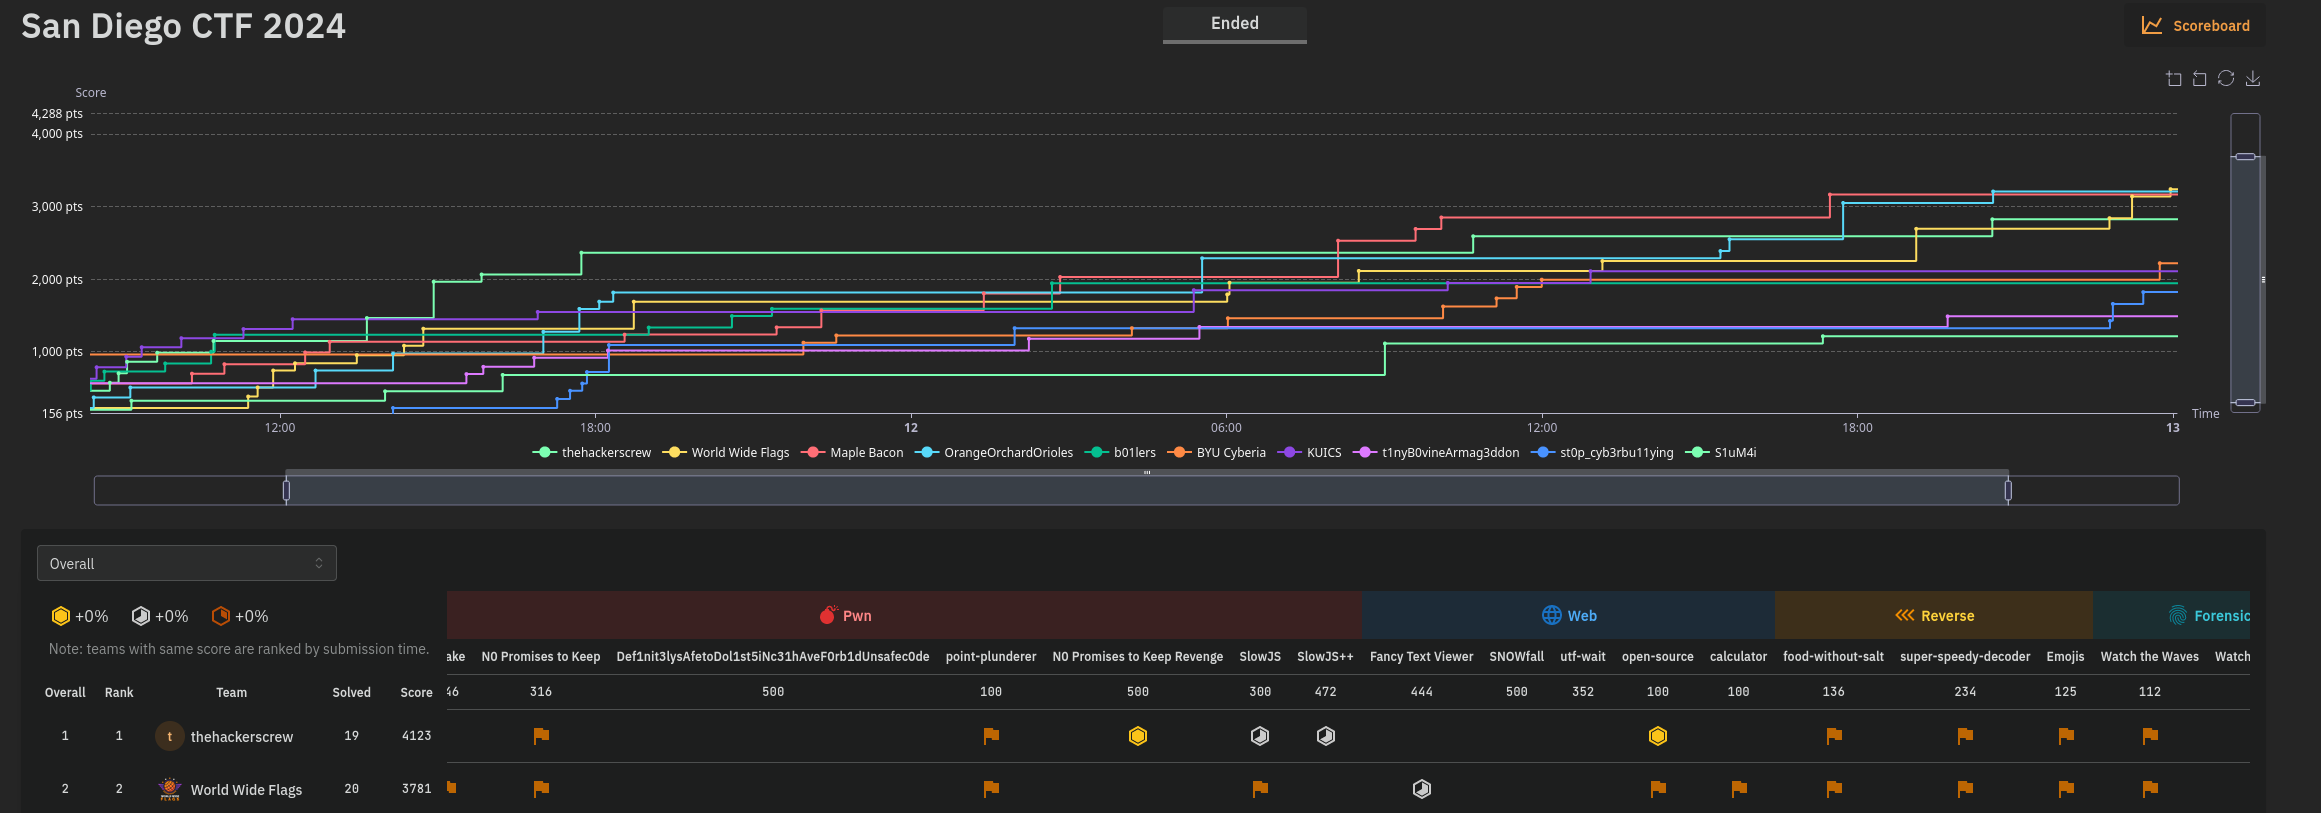 San Diego CTF 2024
Ended
Scoreboard
Score
4,288 pts
4,000 pts
3,000 pts
2,000 pts
1,000 pts
156 pts
Time
12:00 18:00 12 06:00 12:00 18:00 13
thehackerscrew World Wide Flags Maple Bacon OrangeOrchardOrioles b01lers BYU Cyberia KUICS t1nyB0vineArmag3ddon st0p_cyb3rbu11ying S1uM4i
Overall
+0% +0% +0%
Pwn Web Reverse Forensic
Note: teams with same score are ranked by submission time.
ake N0 Promises to Keep Def1nit3lysAfetoDol1st5iNc31hAveF0rb1dUnsafec0de point-plunderer N0 Promises to Keep Revenge SlowJS SlowJS++ Fancy Text Viewer SNOWfall utf-wait open-source calculator food-without-salt super-speedy-decoder Emojis Watch the Waves Watch
Overall Rank Team Solved Score 46 316 500 100 500 300 472 444 500 352 100 100 136 234 125 112
1 1 t thehackerscrew 19 4123
2 2 World Wide Flags 20 3781